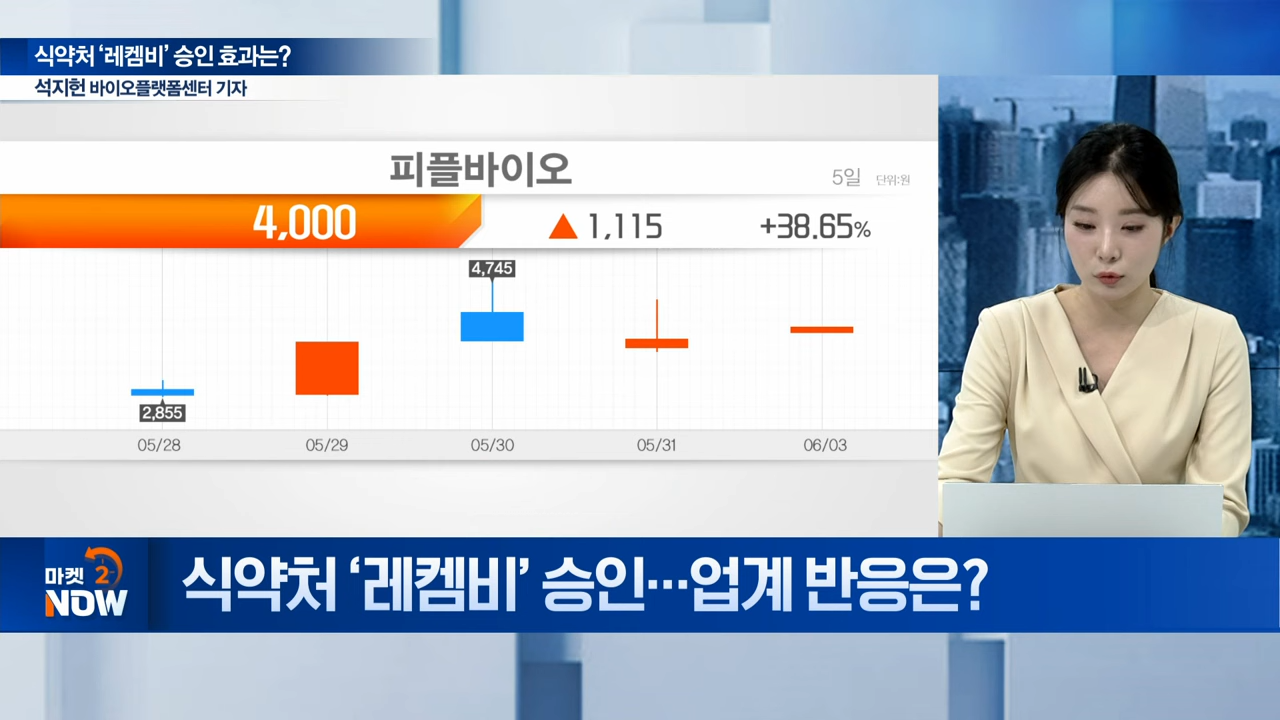 식약처 ‘레켐비’ 승인 효과는?
석지헌 바이오플랫폼센터 기자
피플바이오
5일 단위:원
4,000 ▲ 1,115 +38.65%
4,745
2,855
05/28 05/29 05/30 05/31 06/03
마켓 2
NOW
식약처 ‘레켐비’ 승인…업계 반응은?